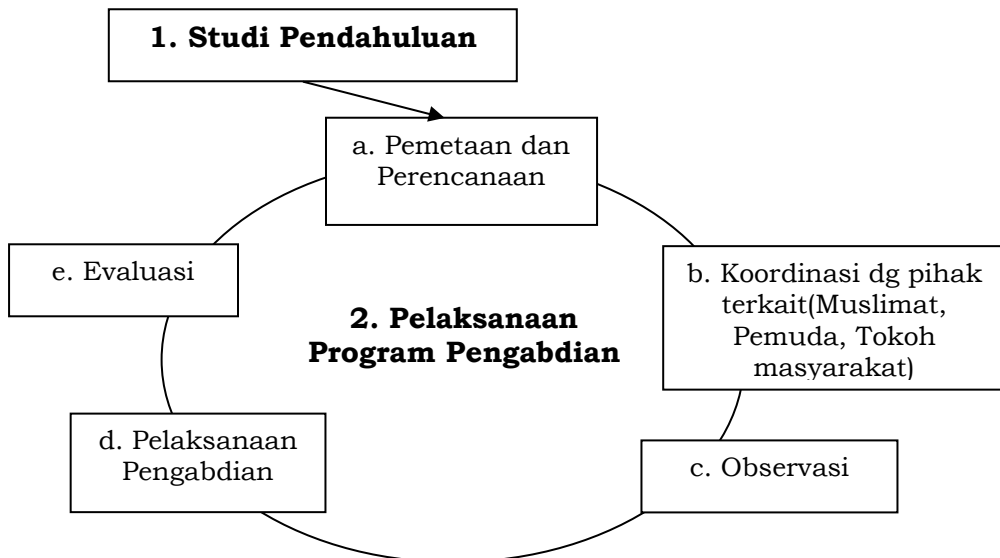 1. Studi Pendahuluan
a. Pemetaan dan
Perencanaan
b. Koordinasi dg pihak
terkait(Muslimat,
Pemuda, Tokoh
masyarakat)
c. Observasi
d. Pelaksanaan
Pengabdian
e. Evaluasi
2. Pelaksanaan
Program Pengabdian